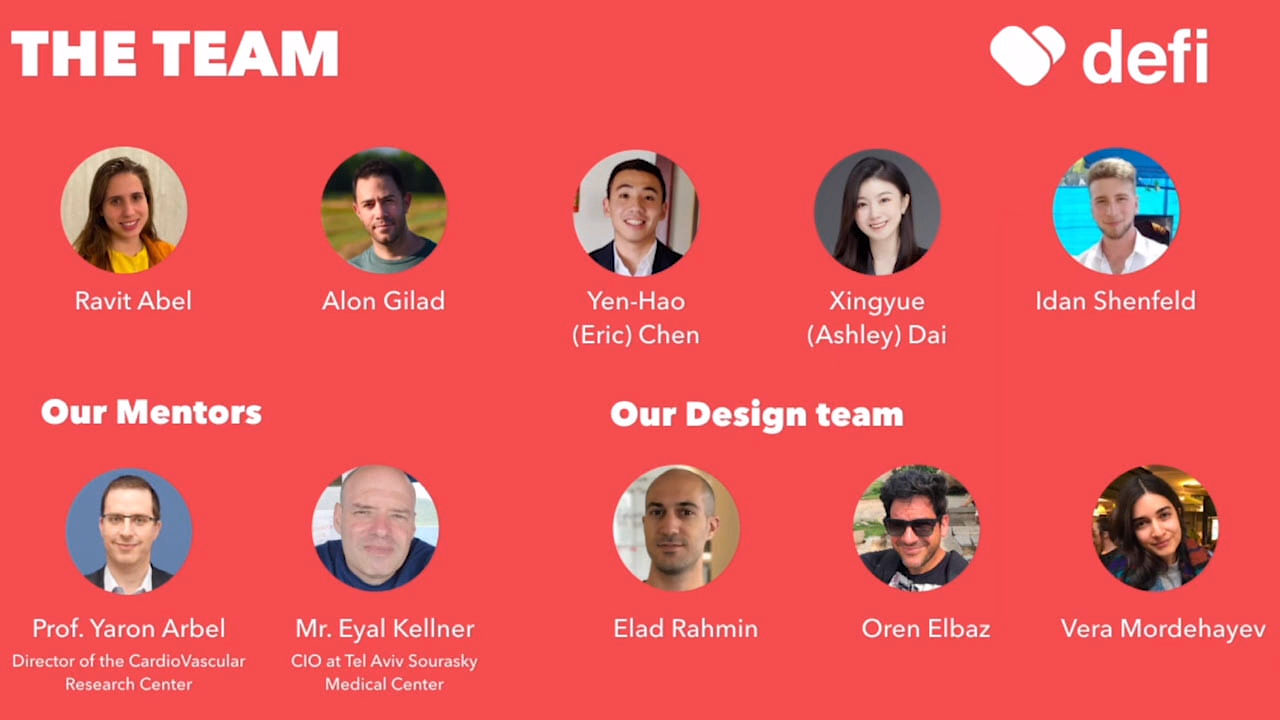 THE TEAM
defi
Ravit Abel
Alon Gilad
Yen-Hao
(Eric) Chen
Xingyue
(Ashley) Dai
Idan Shenfeld
Our Mentors
Our Design team
Prof. Yaron Arbel
Director of the CardioVascular
Research Center
Mr. Eyal Kellner
CIO at Tel Aviv Sourasky
Medical Center
Elad Rahmin
Oren Elbaz
Vera Mordehayev